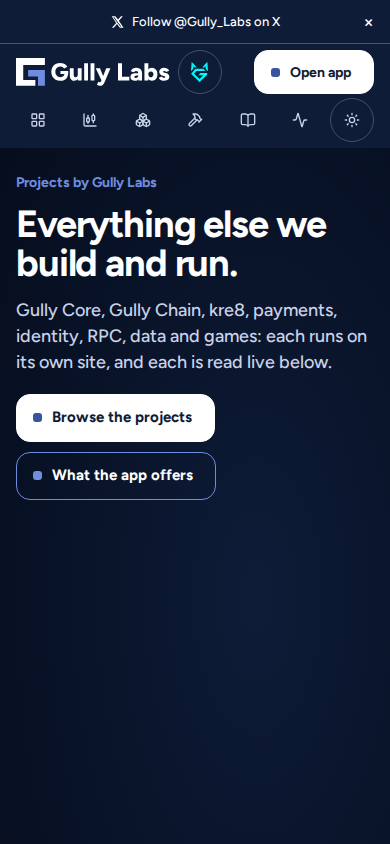 Follow @Gully_Labs on X
×
Gully Labs
Open app
Projects by Gully Labs
Everything else we
build and run.
Gully Core, Gully Chain, kre8, payments,
identity, RPC, data and games: each runs on
its own site, and each is read live below.
Browse the projects
What the app offers